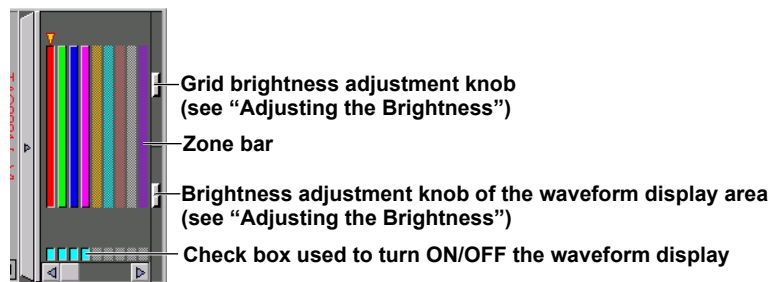 Grid brightness adjustment knob
(see “Adjusting the Brightness”)
Zone bar
Brightness adjustment knob of the waveform display area
(see “Adjusting the Brightness”)
Check box used to turn ON/OFF the waveform display